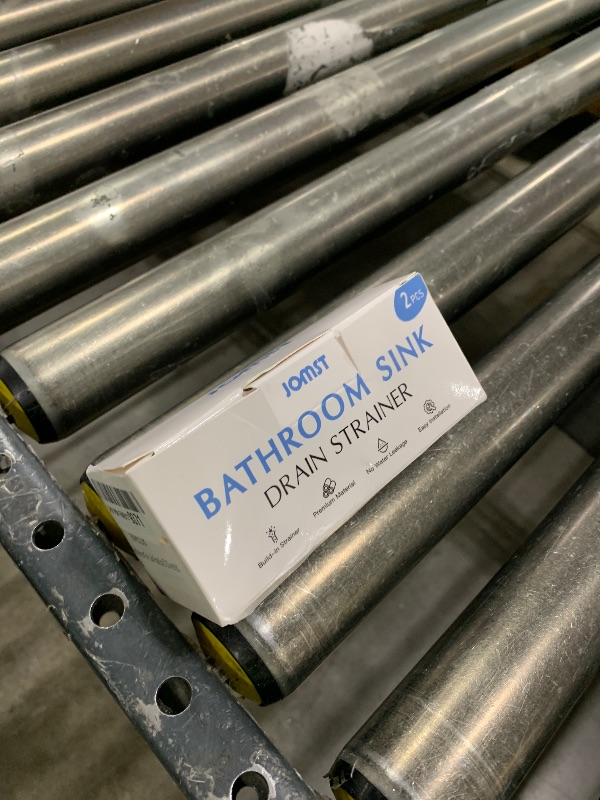 2PCS
JOMST
BATHROOM SINK
DRAIN STRAINER
Build-in Strainer
Premium Material
No Water Leakage
Easy Installation